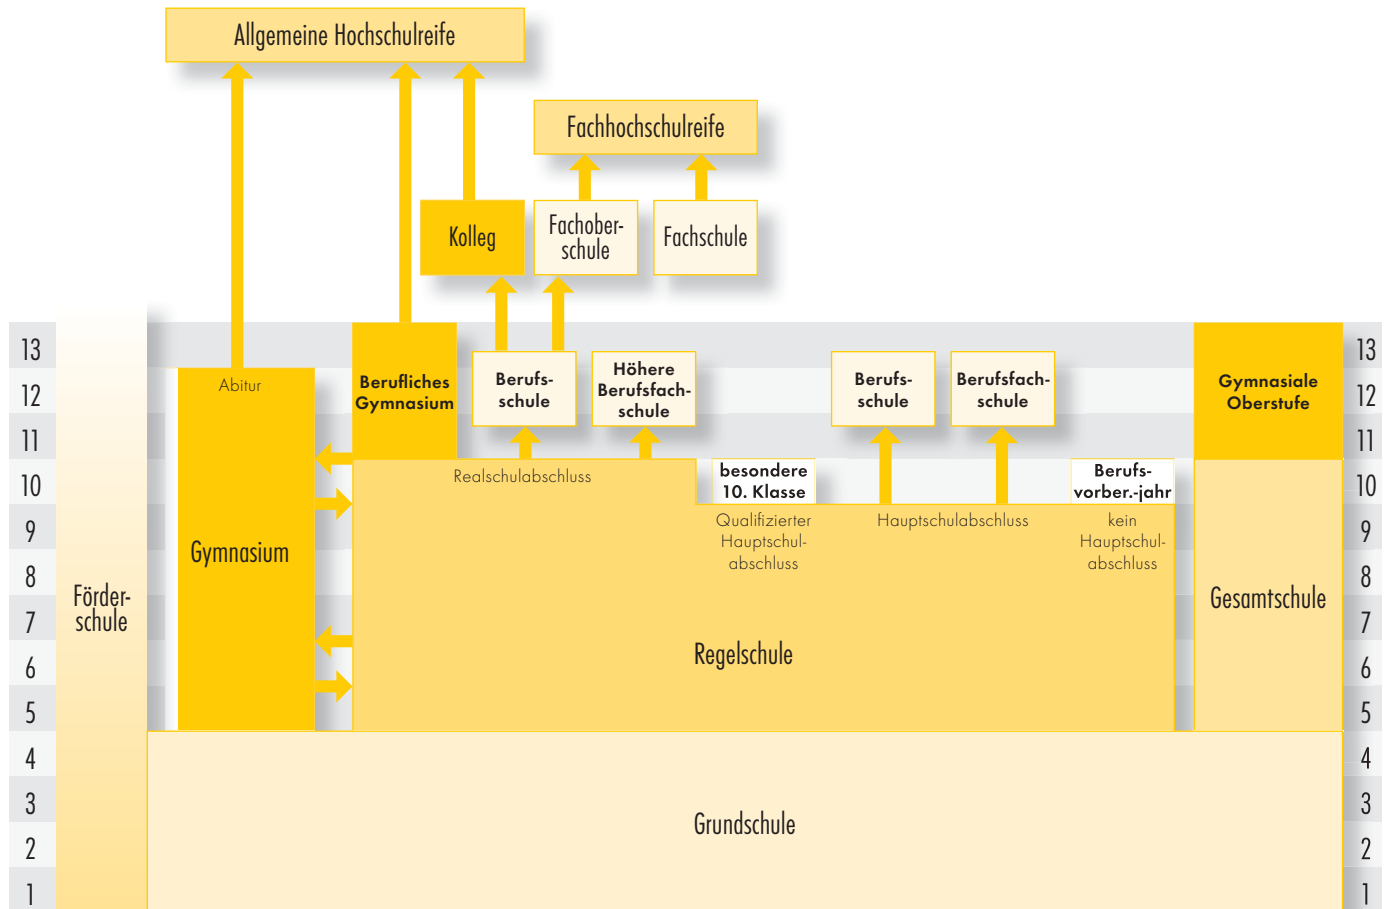 Allgemeine Hochschulreife
Fachhochschulreife
Kolleg
Fachober-
schule
Fachschule
13
12
11
10
9
8
7
6
5
4
3
2
1
Förder-
schule
Abitur
Gymnasium
Berufliches
Gymnasium
Berufs-
schule
Höhere
Berufsfach-
schule
Berufs-
schule
Berufsfach-
schule
Gymnasiale
Oberstufe
Realschulabschluss
besondere
10. Klasse
Berufs-
vorber.-jahr
Qualifizierter
Hauptschul-
abschluss
Hauptschulabschluss
kein
Hauptschul-
abschluss
Regelschule
Gesamtschule
Grundschule
13
12
11
10
9
8
7
6
5
4
3
2
1